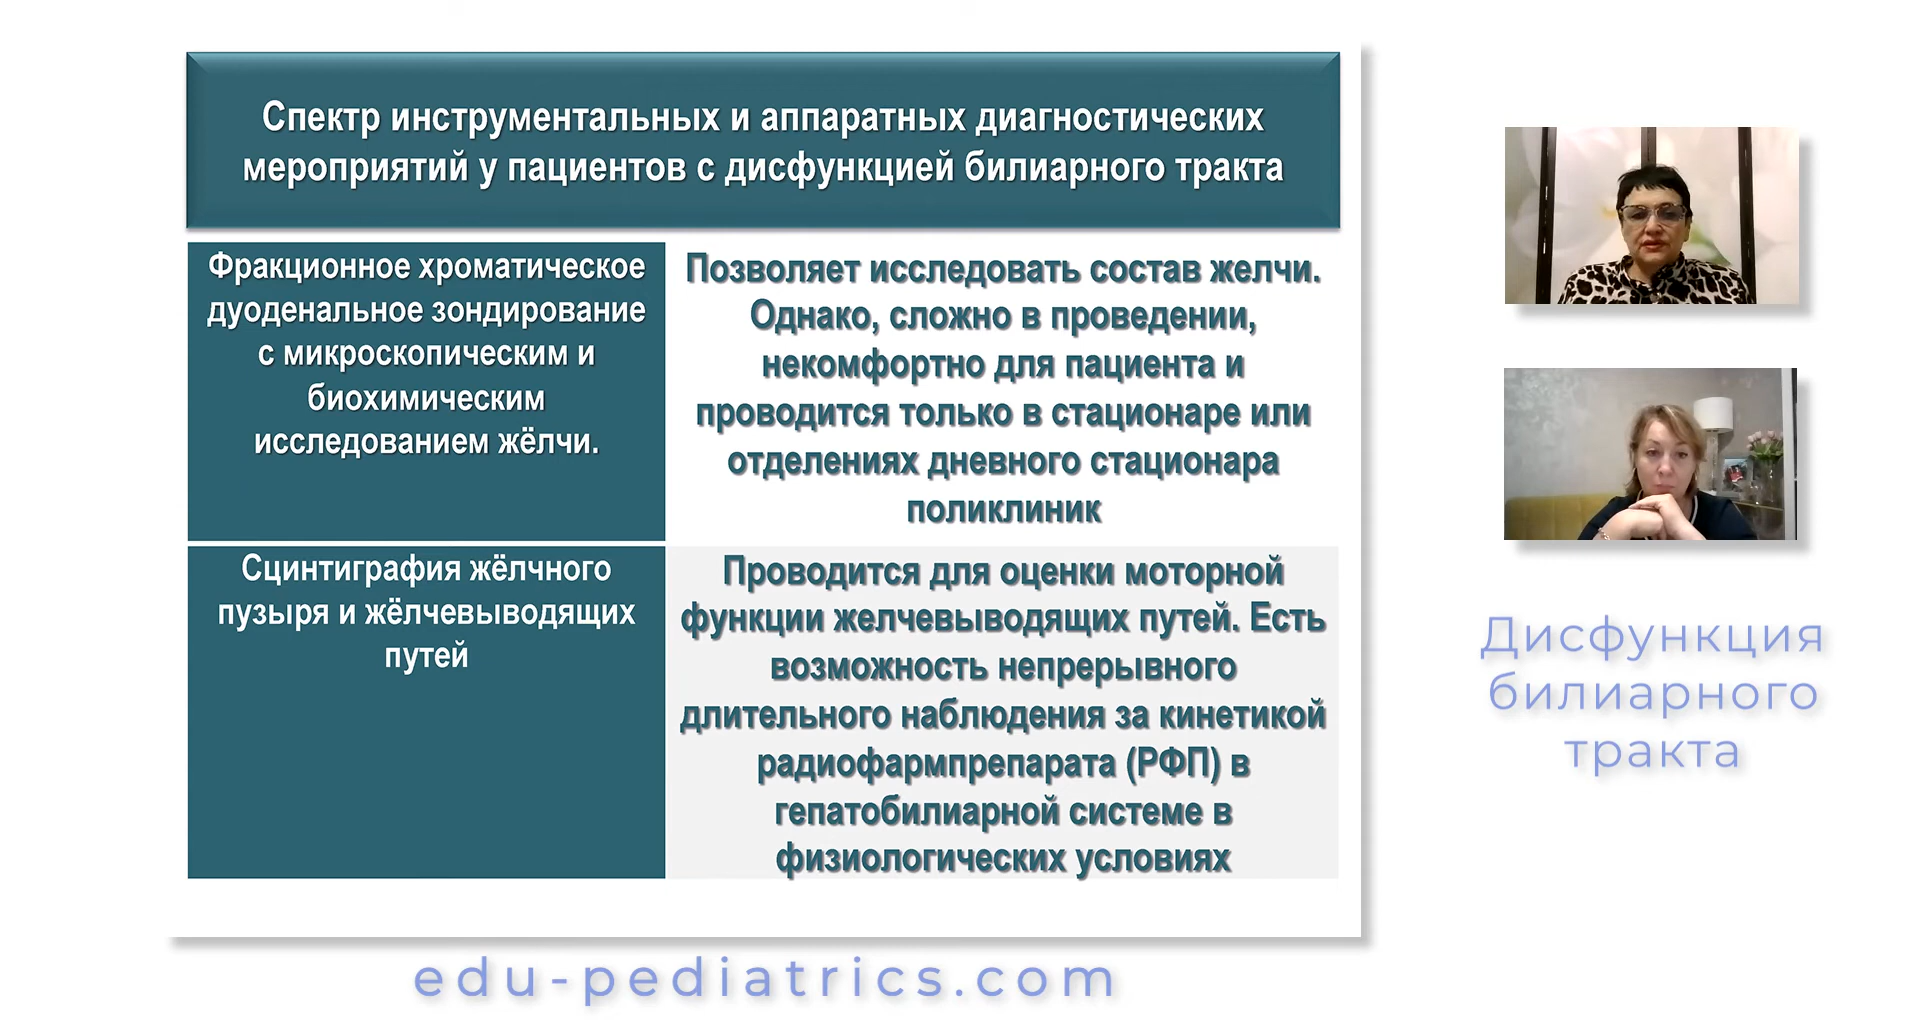 Спектр инструментальных и аппаратных диагностических
мероприятий у пациентов с дисфункцией билиарного тракта
Фракционное хроматическое
дуоденальное зондирование
с микроскопическим и
биохимическим
исследованием жёлчи.
Позволяет исследовать состав желчи.
Однако, сложно в проведении,
некомфортно для пациента и
проводится только в стационаре или
отделениях дневного стационара
поликлиник
Сцинтиграфия жёлчного
пузыря и жёлчевыводящих
путей
Проводится для оценки моторной
функции желчевыводящих путей. Есть
возможность непрерывного
длительного наблюдения за кинетикой
радиофармпрепарата (РФП) в
гепатобилиарной системе в
физиологических условиях
Дисфункция
билиарного
тракта
edu-pediatrics.com